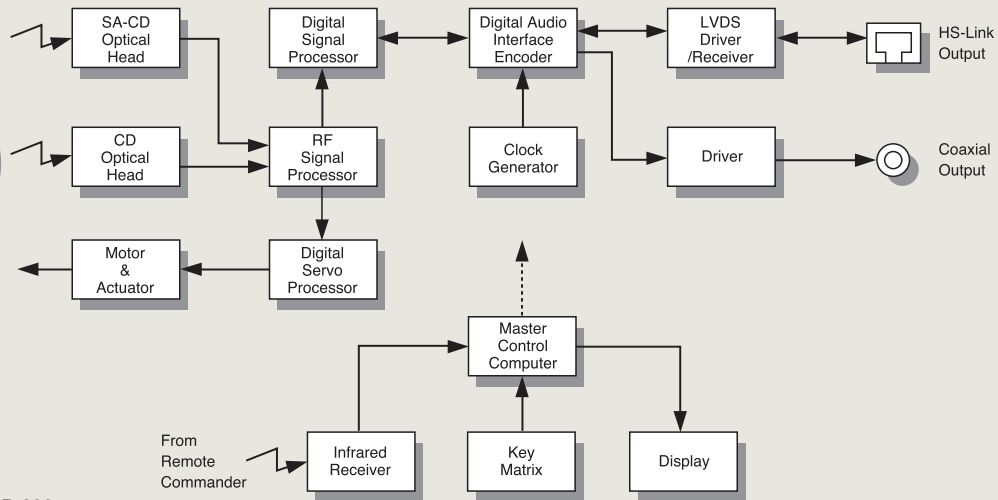 SA-CD
Optical
Head
Digital
Signal
Processor
Digital Audio
Interface
Encoder
LVDS
Driver
/Receiver
HS-Link
Output
CD
Optical
Head
RF
Signal
Processor
Clock
Generator
Driver
Coaxial
Output
Motor
&
Actuator
Digital
Servo
Processor
Master
Control
Computer
From
Remote
Commander
Infrared
Receiver
Key
Matrix
Display